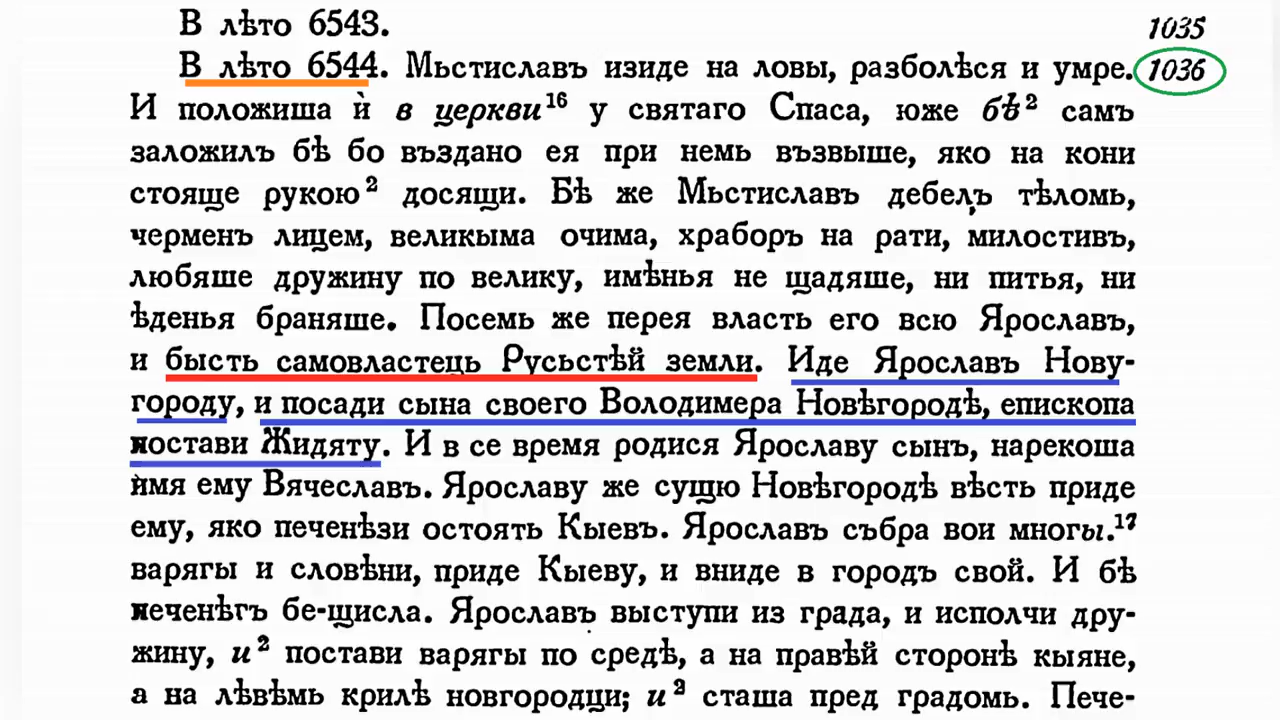 В лѣто 6543. 1035
В лѣто 6544. Мьстиславъ изиде на ловы, разболѣся и умре. 1036
И положиша ѝ в церкви¹⁶ у святаго Спаса, юже бѣ² самъ
заложилъ бѣ бо въздано ея при немь възвыше, яко на кони
стояще рукою² досящи. Бѣ же Мьстиславъ дебелъ тѣломь,
черменъ лицем, великыма очима, храборъ на рати, милостивъ,
любяше дружину по велику, имѣнья не щадяше, ни питья, ни
ѣденья браняше. Посемь же перея власть его всю Ярославъ,
и бысть самовластець Русьстѣй земли. Иде Ярославъ Нову-
городу, и посади сына своего Володимера Новѣгородѣ, епископа
постави Жидяту. И в се время родися Ярославу сынъ, нарекоша
имя ему Вячеславъ. Ярославу же сущю Новѣгородѣ вѣсть приде
ему, яко печенѣзи остоять Кыевъ. Ярославъ събра вои многы.¹⁷
варягы и словѣни, приде Кыеву, и вниде в городъ свой. И бѣ
печенѣгъ бе-щисла. Ярославъ выступи из града, и исполчи дру-
жину, и² постави варягы по средѣ, а на правѣй сторонѣ кыяне,
а на лѣвѣмь крилѣ новгородци; и² сташа пред градомь. Пече-